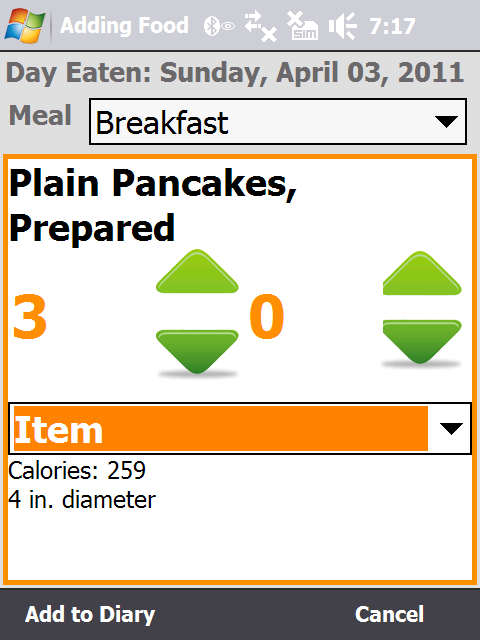 Adding Food SIM 7:17
Day Eaten: Sunday, April 03, 2011
Meal Breakfast
Plain Pancakes,
Prepared
3 0
Item
Calories: 259
4 in. diameter
Add to Diary Cancel